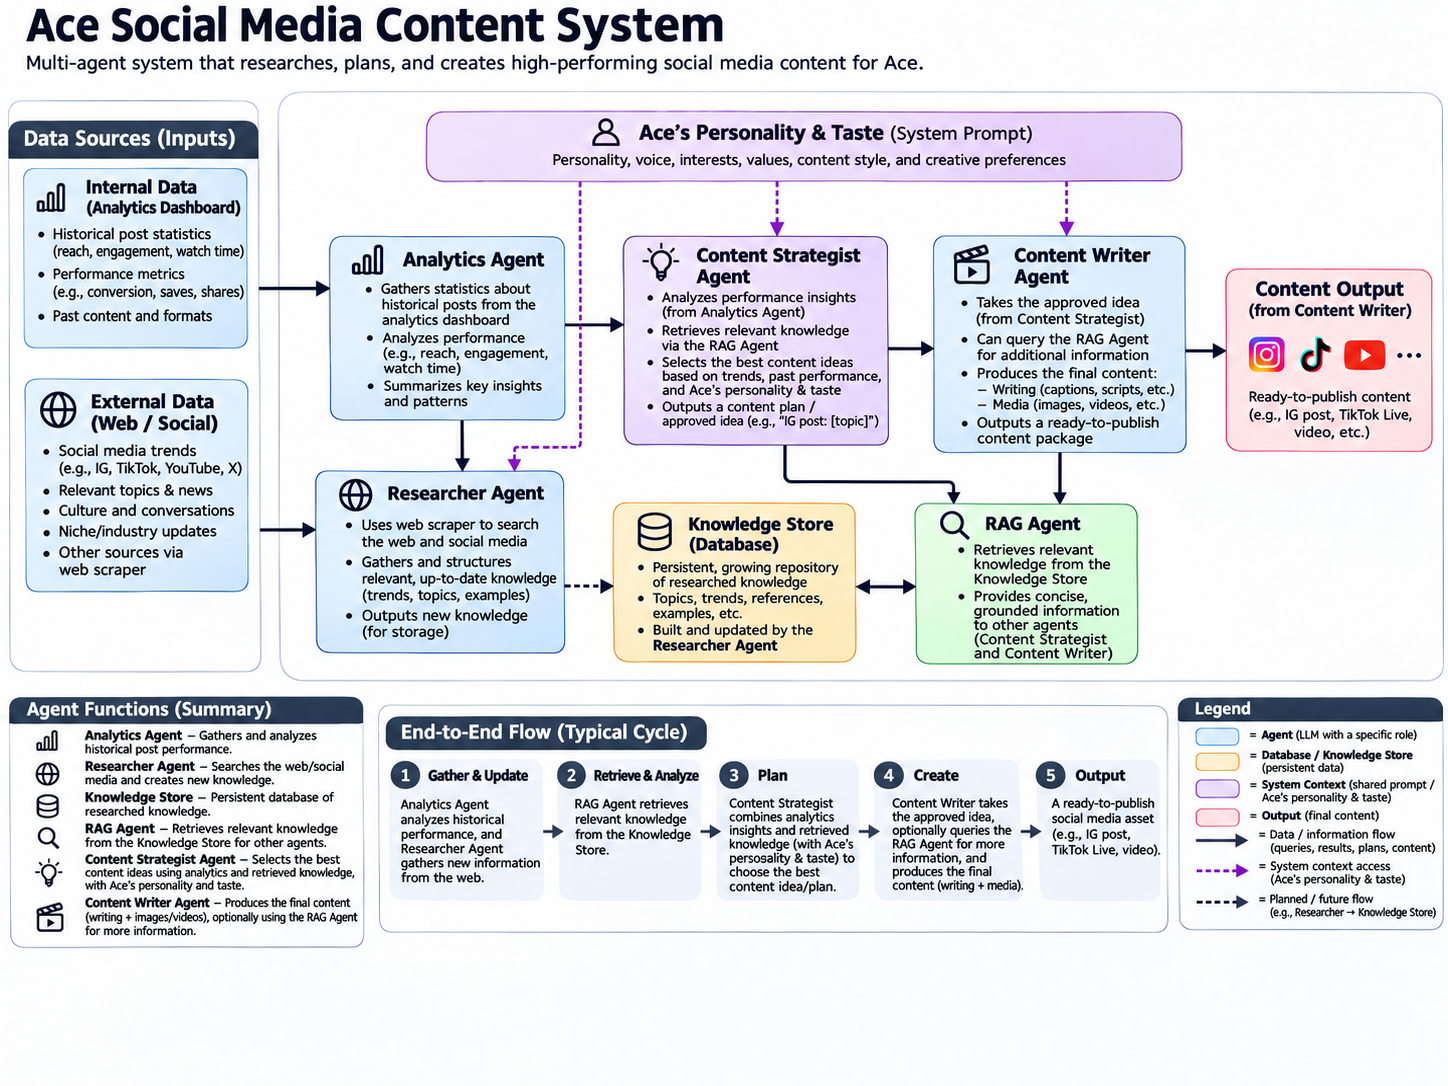 Ace Social Media Content System
Multi-agent system that researches, plans, and creates high-performing social media content for Ace.
Data Sources (Inputs)
Internal Data
(Analytics Dashboard)
• Historical post statistics
(reach, engagement, watch time)
• Performance metrics
(e.g., conversion, saves, shares)
• Past content and formats
External Data
(Web / Social)
• Social media trends
(e.g., IG, TikTok, YouTube, X)
• Relevant topics & news
• Culture and conversations
• Niche/industry updates
• Other sources via
web scraper
Ace's Personality & Taste (System Prompt)
Personality, voice, interests, values, content style, and creative preferences
Analytics Agent
• Gathers statistics about
historical posts from the
analytics dashboard
• Analyzes performance
(e.g., reach, engagement,
watch time)
• Summarizes key insights
and patterns
Content Strategist
Agent
• Analyzes performance insights
(from Analytics Agent)
• Retrieves relevant knowledge
via the RAG Agent
• Selects the best content ideas
based on trends, past performance,
and Ace's personality & taste
• Outputs a content plan /
approved idea (e.g., "IG post: [topic]")
Content Writer
Agent
• Takes the approved idea
(from Content Strategist)
• Can query the RAG Agent
for additional information
• Produces the final content:
– Writing (captions, scripts, etc.)
– Media (images, videos, etc.)
• Outputs a ready-to-publish
content package
Content Output
(from Content Writer)
Ready-to-publish content
(e.g., IG post, TikTok Live,
video, etc.)
Researcher Agent
• Uses web scraper to search
the web and social media
• Gathers and structures
relevant, up-to-date knowledge
(trends, topics, examples)
• Outputs new knowledge
(for storage)
Knowledge Store
(Database)
• Persistent, growing repository
of researched knowledge
• Topics, trends, references,
examples, etc.
• Built and updated by the
Researcher Agent
RAG Agent
• Retrieves relevant
knowledge from the
Knowledge Store
• Provides concise,
grounded information
to other agents
(Content Strategist
and Content Writer)
Agent Functions (Summary)
Analytics Agent – Gathers and analyzes
historical post performance.
Researcher Agent – Searches the web/social
media and creates new knowledge.
Knowledge Store – Persistent database of
researched knowledge.
RAG Agent – Retrieves relevant knowledge
from the Knowledge Store for other agents.
Content Strategist Agent – Selects the best
content ideas using analytics and retrieved knowledge,
with Ace's personality and taste.
Content Writer Agent – Produces the final content
(writing + images/videos), optionally using the RAG Agent
for more information.
End-to-End Flow (Typical Cycle)
1 Gather & Update
Analytics Agent
analyzes historical
performance, and
Researcher Agent
gathers new information
from the web.
2 Retrieve & Analyze
RAG Agent retrieves
relevant knowledge
from the Knowledge
Store.
3 Plan
Content Strategist
combines analytics
insights and retrieved
knowledge (with Ace's
persosality & taste) to
choose the best
content idea/plan.
4 Create
Content Writer takes
the approved idea,
optionally queries the
RAG Agent for more
information, and
produces the final
content (writing + media).
5 Output
A ready-to-publish
social media asset
(e.g., IG post,
TikTok Live, video).
Legend
= Agent (LLM with a specific role)
= Database / Knowledge Store
(persistent data)
= System Context (shared prompt /
Ace's personality & taste)
= Output (final content)
= Data / information flow
(queries, results, plans, content)
= System context access
(Ace's personality & taste)
= Planned / future flow
(e.g., Researcher → Knowledge Store)